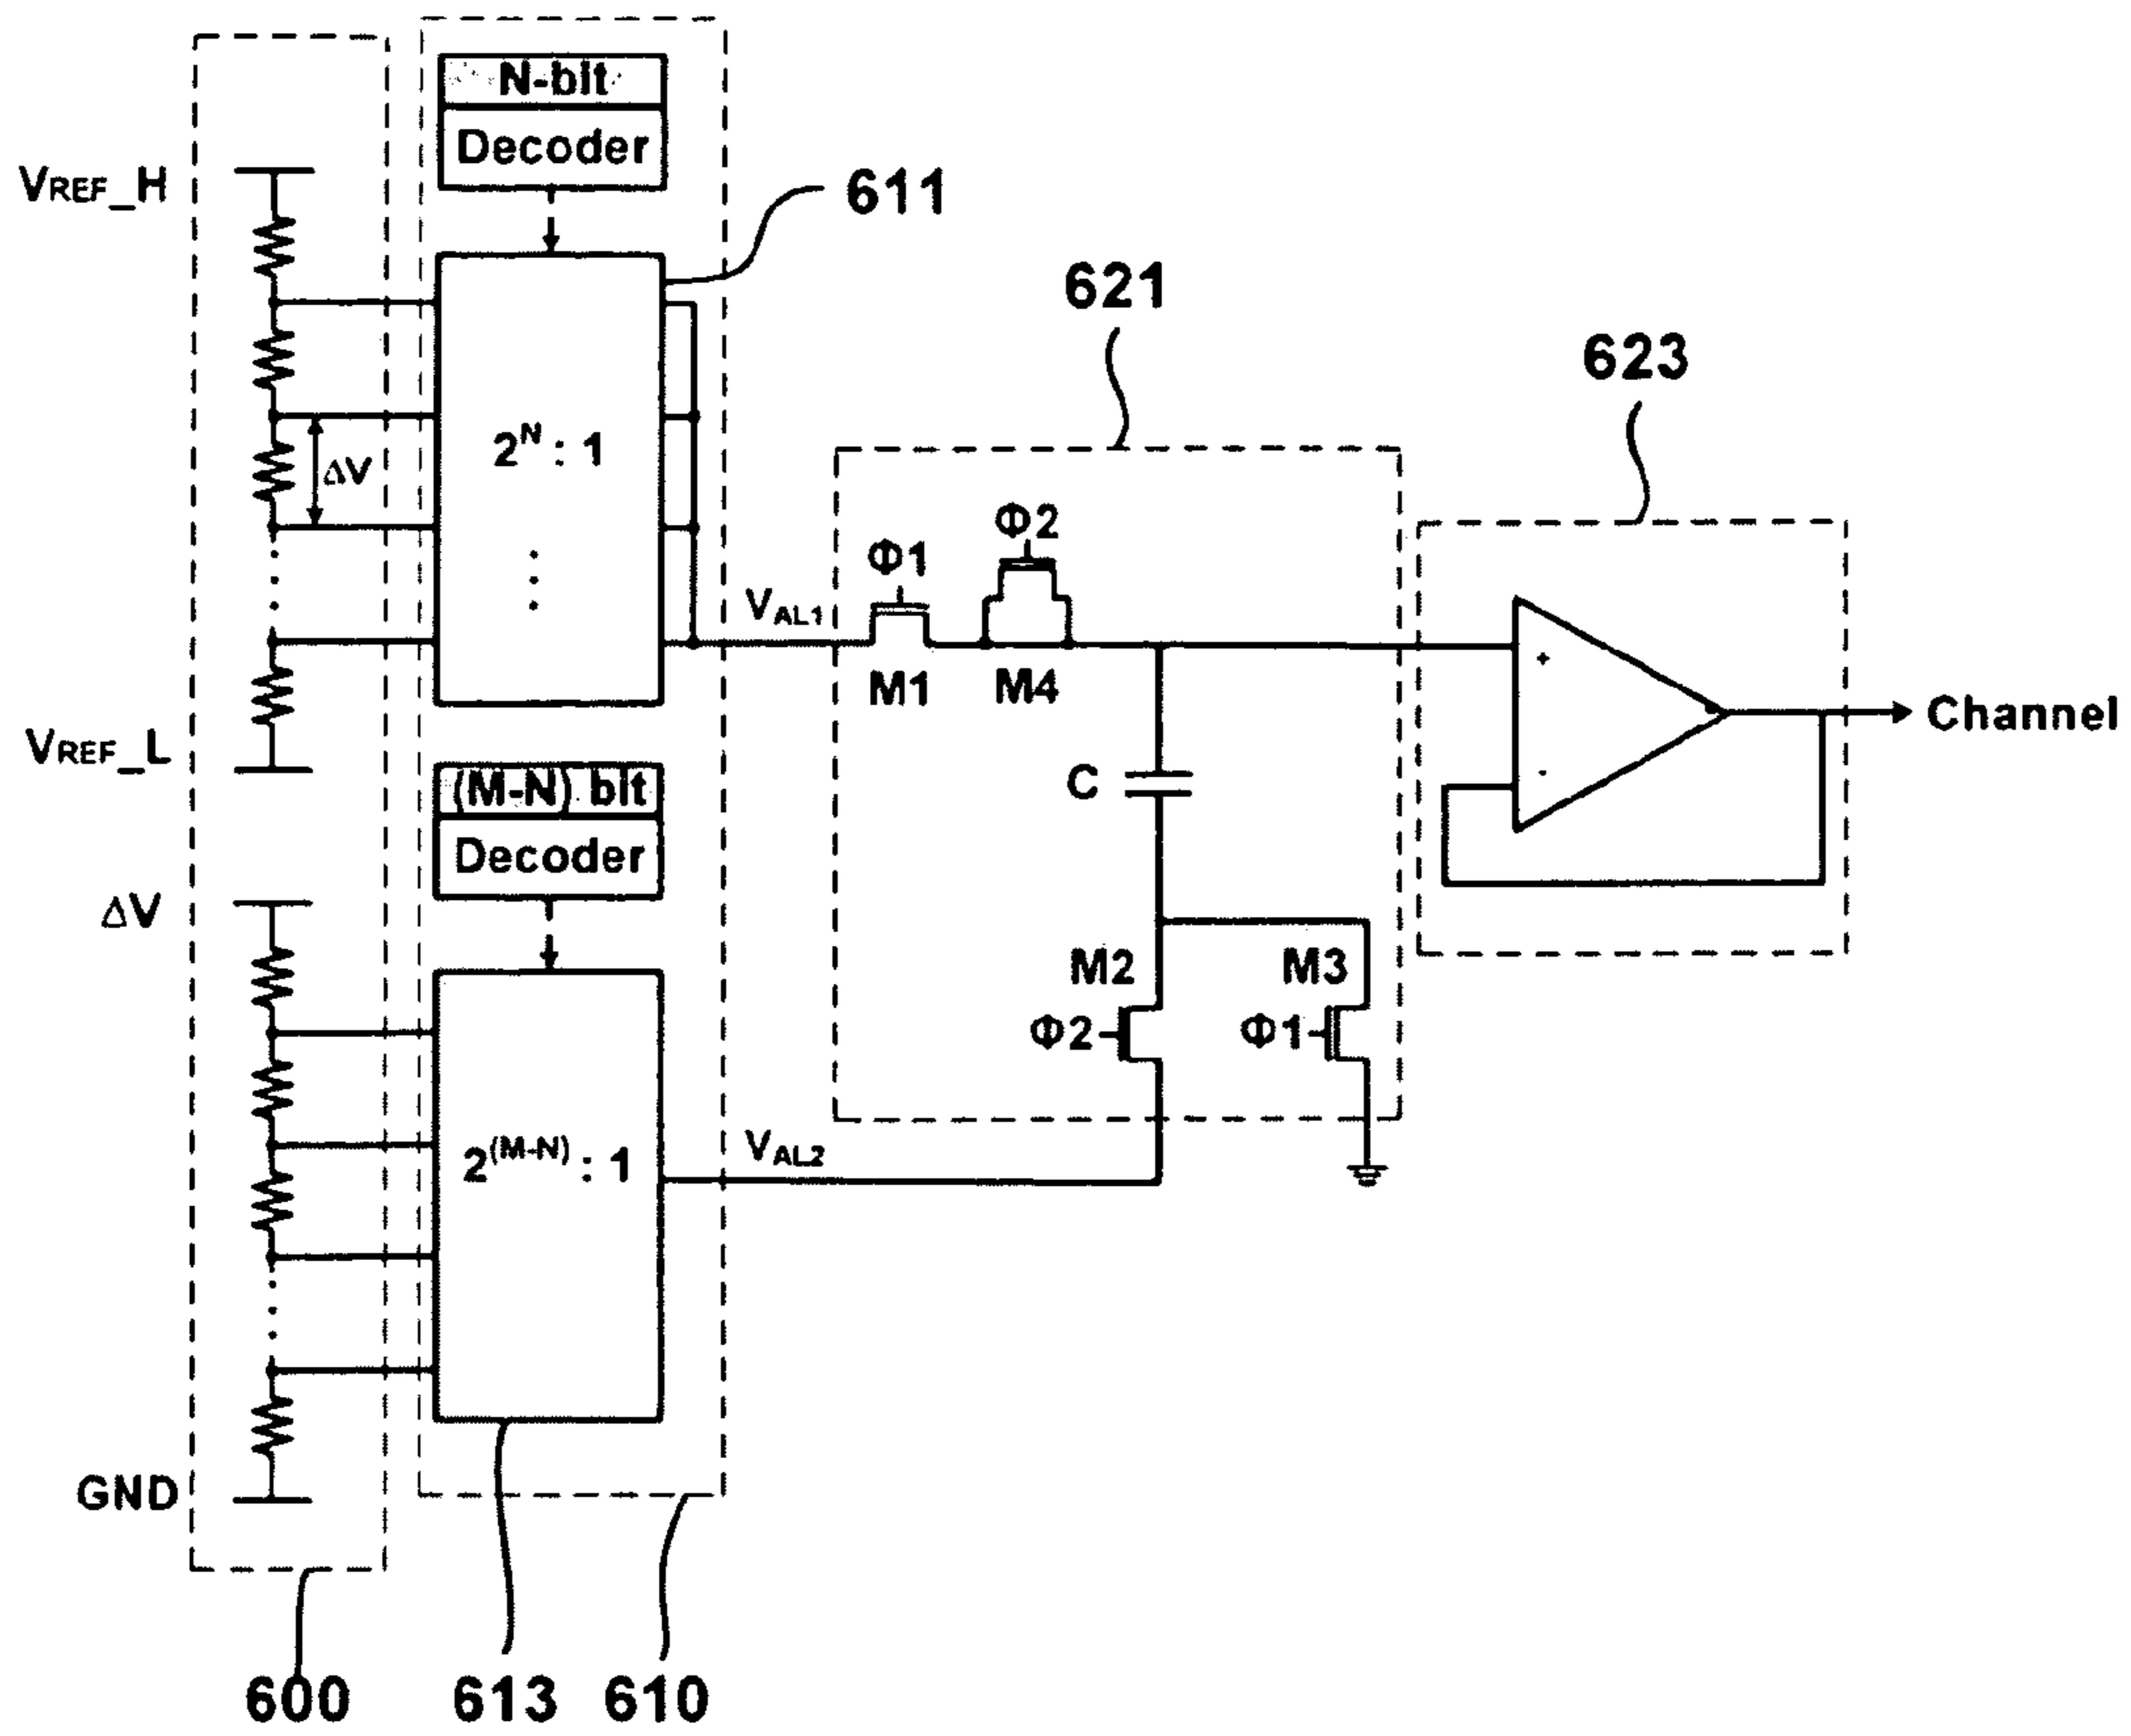 N-bit
Decoder
VREF_H
611
621
623
2^N : 1
ΔV
Φ2
Φ1
VAL1
M1
M4
+
-
Channel
VREF_L
(M-N) bit
C
Decoder
ΔV
M2
M3
Φ2
Φ1
2^(M-N) : 1
VAL2
GND
600
613
610